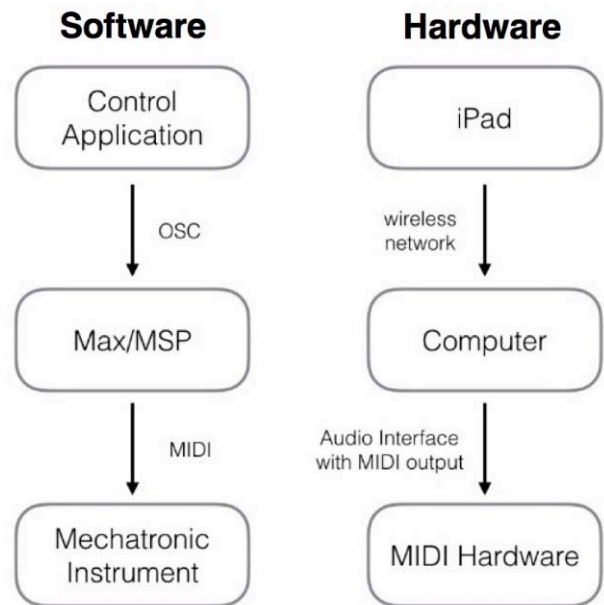 Software
Hardware
Control
Application
iPad
OSC
wireless
network
Max/MSP
Computer
MIDI
Audio Interface
with MIDI output
Mechatronic
Instrument
MIDI Hardware